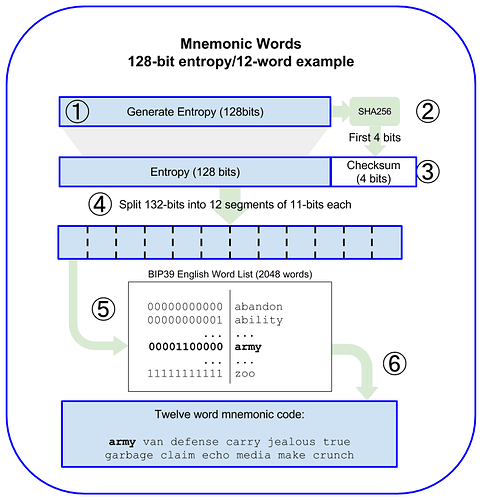 Mnemonic Words
128-bit entropy/12-word example
① Generate Entropy (128bits)
SHA256 ②
First 4 bits
Entropy (128 bits)
Checksum
(4 bits) ③
④ Split 132-bits into 12 segments of 11-bits each
BIP39 English Word List (2048 words)
⑤
00000000000 abandon
00000000001 ability
... ...
00001100000 army
... ...
11111111111 zoo
⑥
Twelve word mnemonic code:
army van defense carry jealous true
garbage claim echo media make crunch